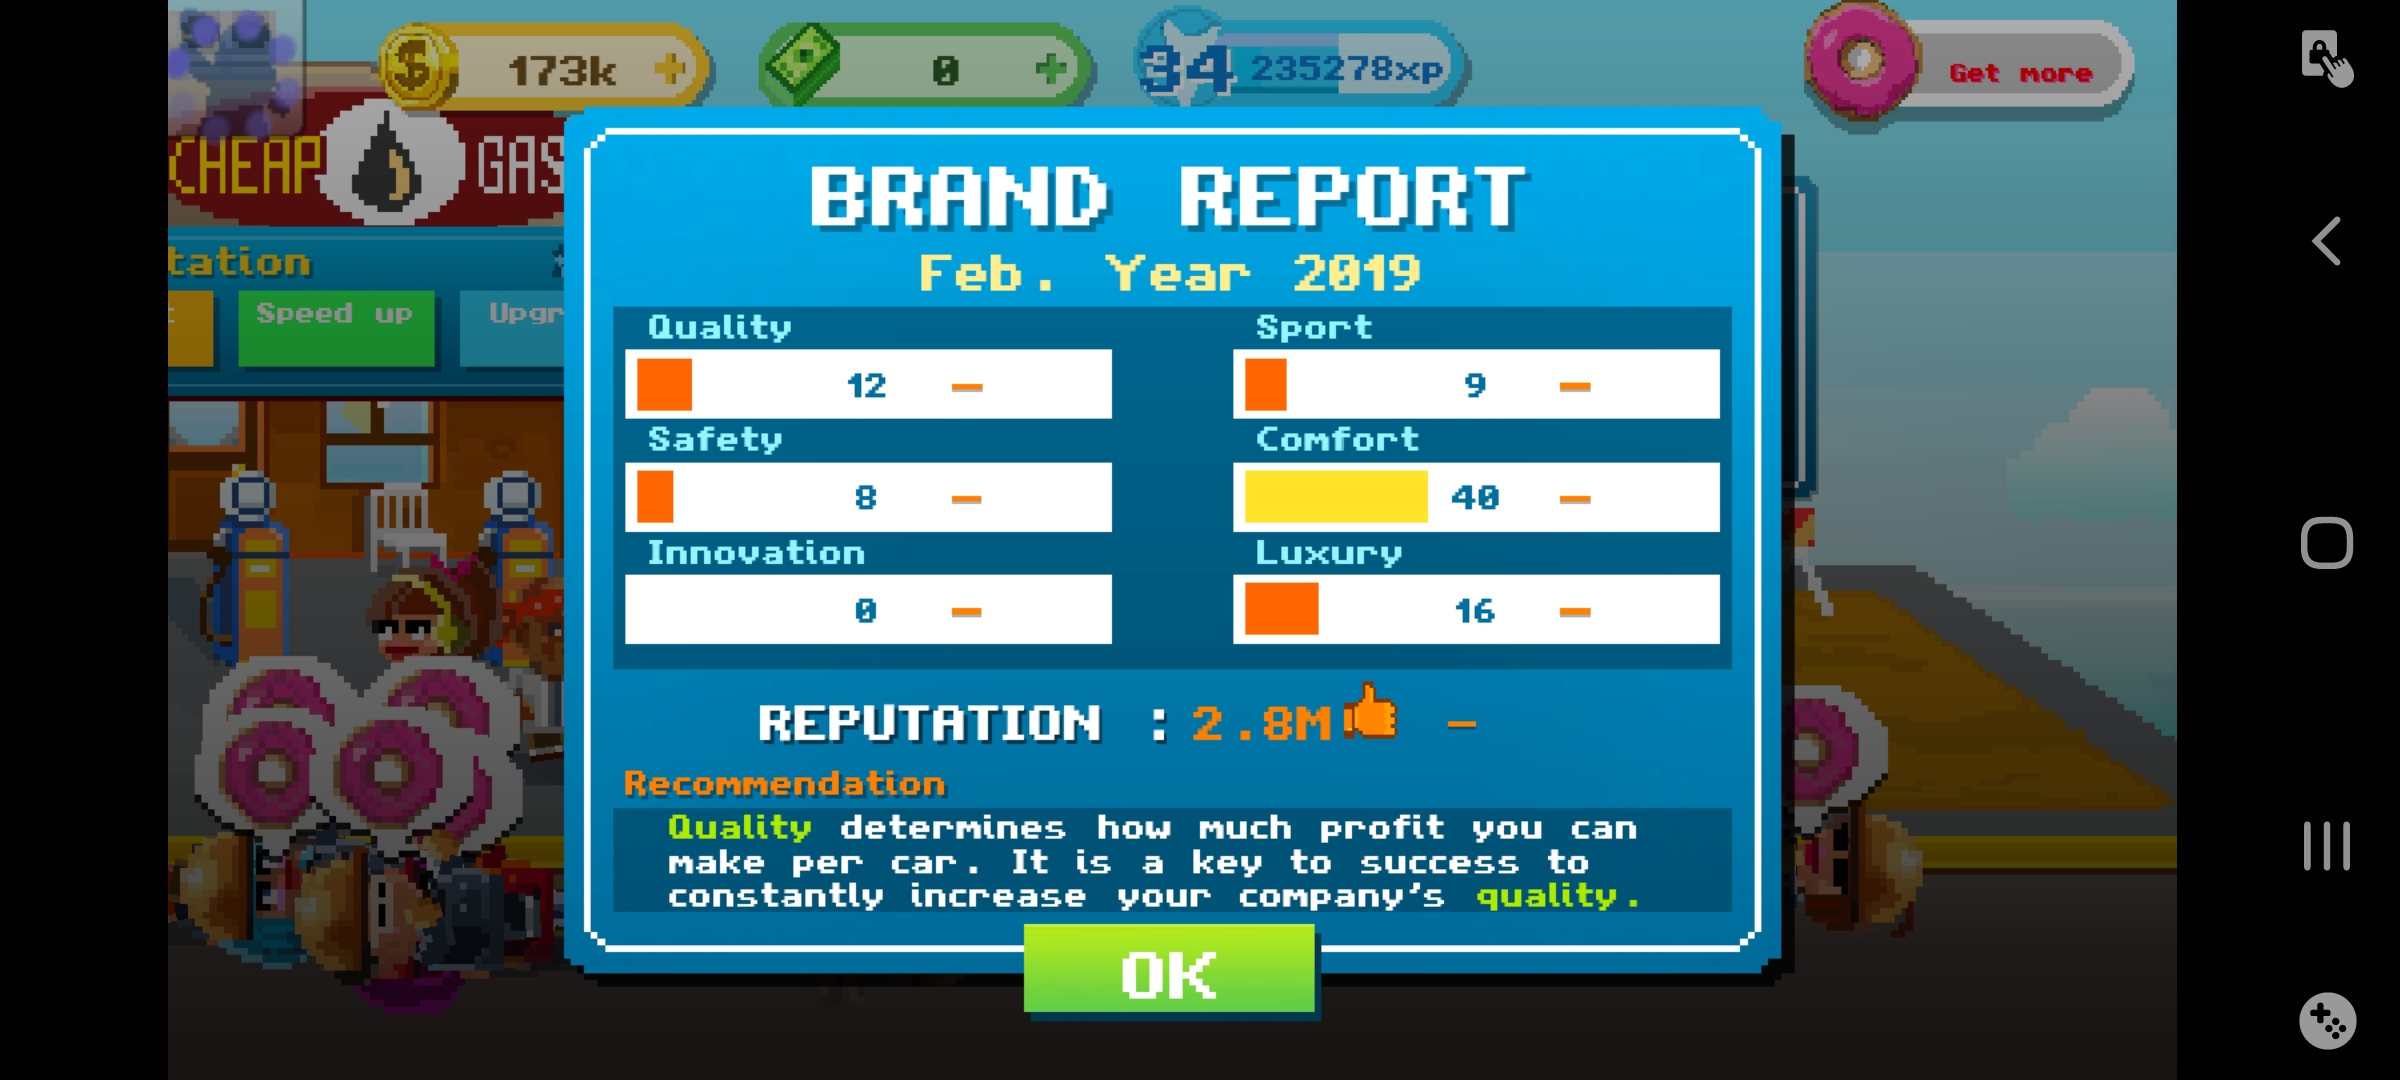 173k
0
34 235278xp
Get more
CHEAP GAS
tation
Speed up
Upgr
BRAND REPORT
Feb. Year 2019
Quality
12 –
Sport
9 –
Safety
8 –
Comfort
40 –
Innovation
0 –
Luxury
16 –
REPUTATION : 2.8M –
Recommendation
Quality determines how much profit you can
make per car. It is a key to success to
constantly increase your company's quality.
OK